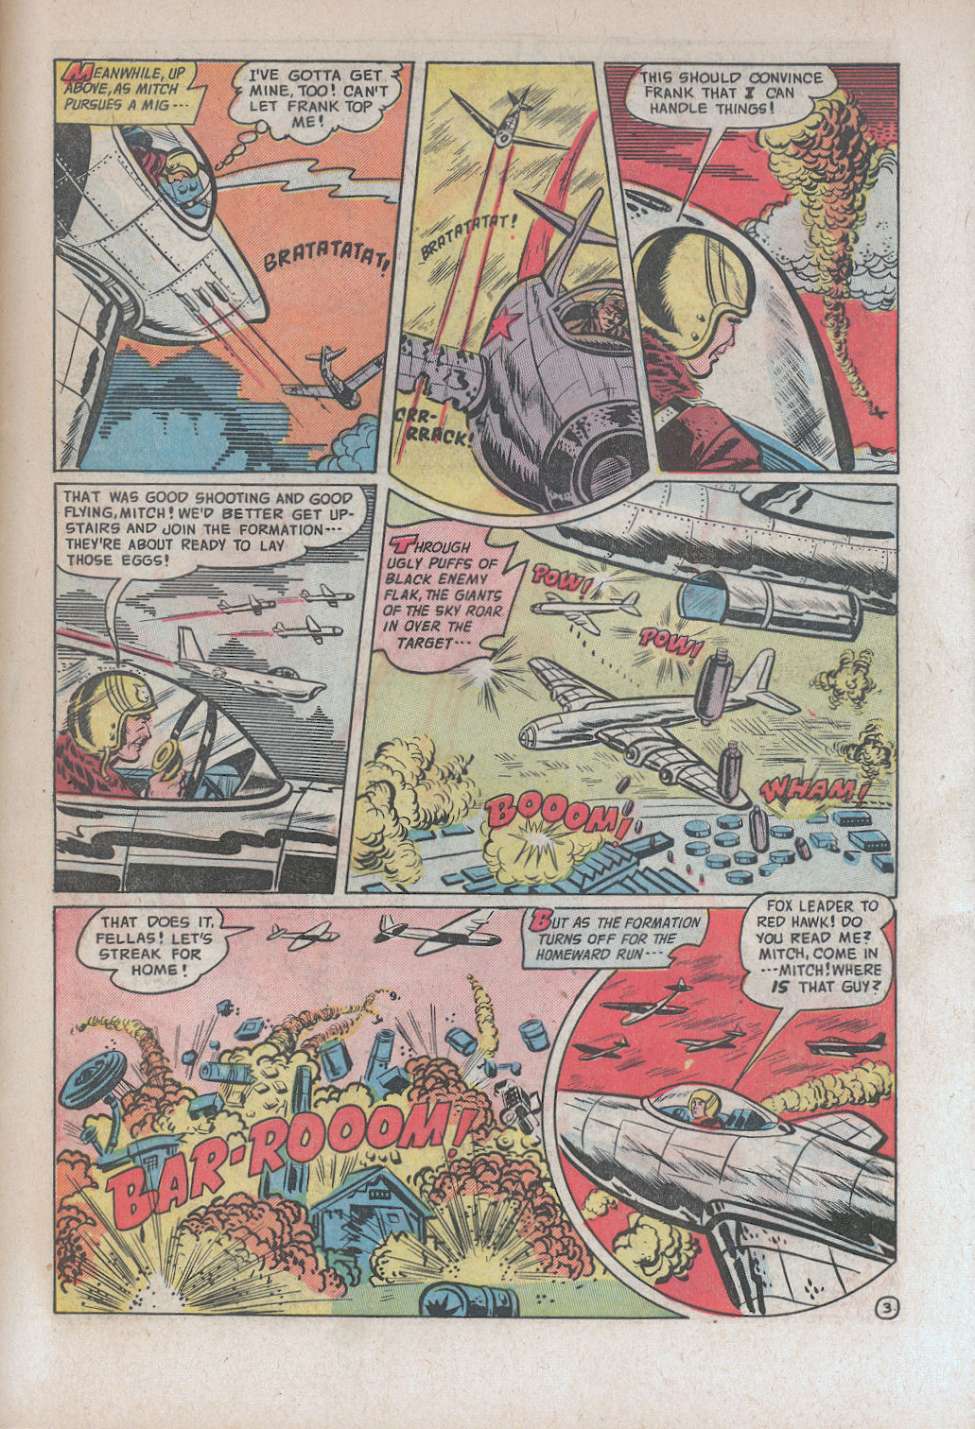 MEANWHILE, UP
ABOVE, AS MITCH
PURSUES A MIG---
I'VE GOTTA GET
MINE, TOO! CAN'T
LET FRANK TOP
ME!
BRATATATAT!
BRATATATAT!
3
CRR-
RRACK!
THIS SHOULD CONVINCE
FRANK THAT I CAN
HANDLE THINGS!
THAT WAS GOOD SHOOTING AND GOOD
FLYING, MITCH! WE'D BETTER GET UP-
STAIRS AND JOIN THE FORMATION---
THEY'RE ABOUT READY TO LAY
THOSE EGGS!
THROUGH
UGLY PUFFS OF
BLACK ENEMY
FLAK, THE GIANTS
OF THE SKY ROAR
IN OVER THE
TARGET---
POW!
POW!
BOOOM!
WHAM!
THAT DOES IT,
FELLAS! LET'S
STREAK FOR
HOME!
BAR-ROOOM!
BUT AS THE FORMATION
TURNS OFF FOR THE
HOMEWARD RUN---
FOX LEADER TO
RED HAWK! DO
YOU READ ME?
MITCH, COME IN
---MITCH! WHERE
IS THAT GUY?
3